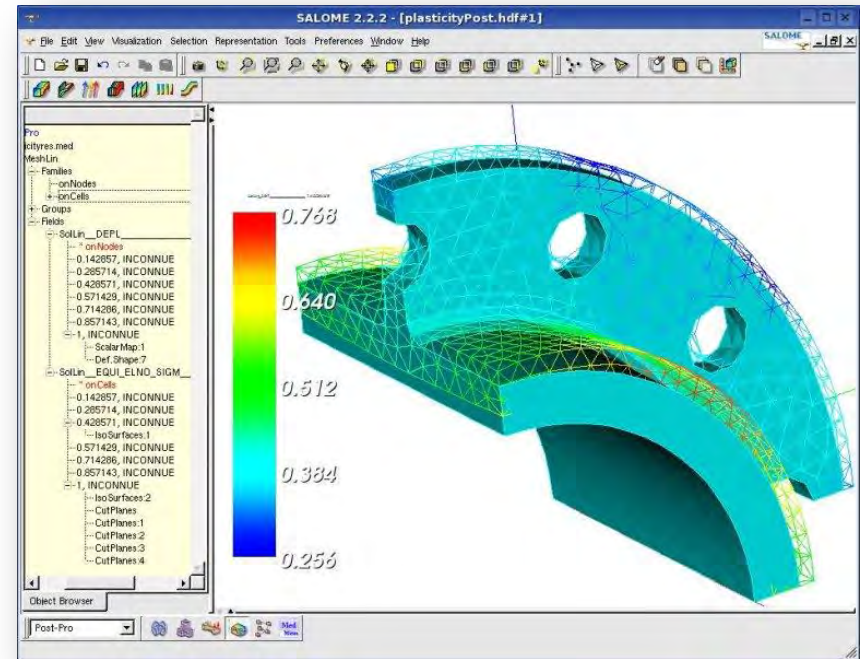 SALOME 2.2.2 - [plasticityPost.hdf#1]
File Edit View Visualization Selection Representation Tools Preferences Window Help
SALOME
Pro
icityres.med
MeshLin
Families
onNodes
onCells
Groups
Fields
SolLin__DEPL__________
* onNodes
0.142857, INCONNUE
0.285714, INCONNUE
0.428571, INCONNUE
0.571429, INCONNUE
0.714286, INCONNUE
0.857143, INCONNUE
1, INCONNUE
ScalarMap:1
Def.Shape:7
SolLin__EQUI_ELNO_SIGM__
* onCells
0.142857, INCONNUE
0.285714, INCONNUE
0.428571, INCONNUE
IsoSurfaces:1
0.571429, INCONNUE
0.714286, INCONNUE
0.857143, INCONNUE
1, INCONNUE
IsoSurfaces:2
CutPlanes
CutPlanes:1
CutPlanes:2
CutPlanes:3
CutPlanes:4
Object Browser
0.768
0.640
0.512
0.384
0.256
Post-Pro
Med